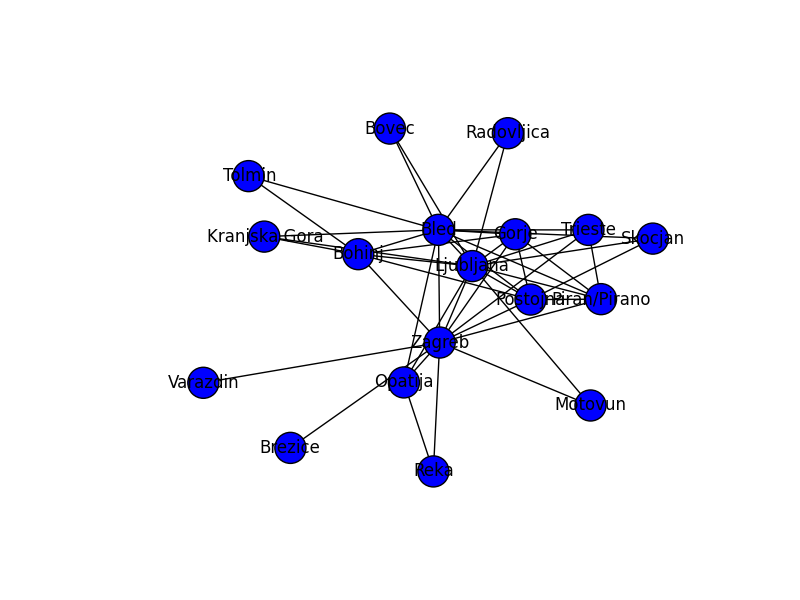 Bovec
Radovljica
Tolmin
Kranjska Gora
Bled
Gorje
Trieste
Skocjan
Bohinj
Ljubljana
Postojna
Piran/Pirano
Zagreb
Varazdin
Opatija
Motovun
Brezice
Reka